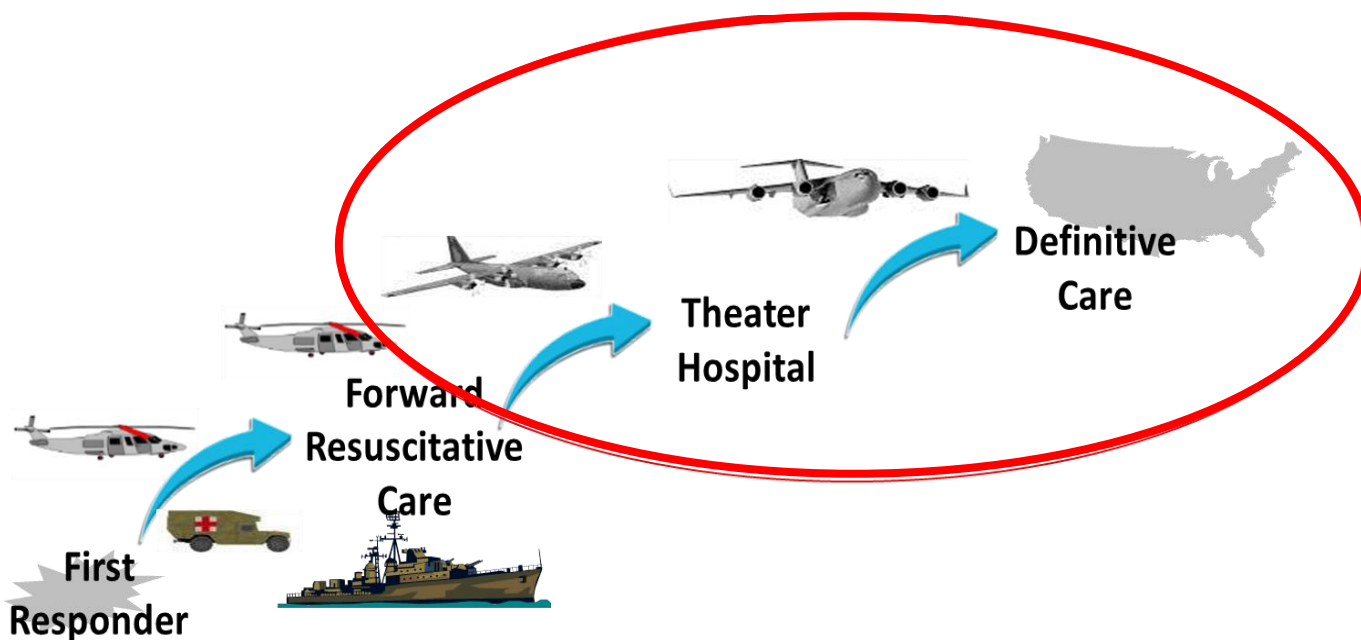 First
Responder
Forward
Resuscitative
Care
Theater
Hospital
Definitive
Care